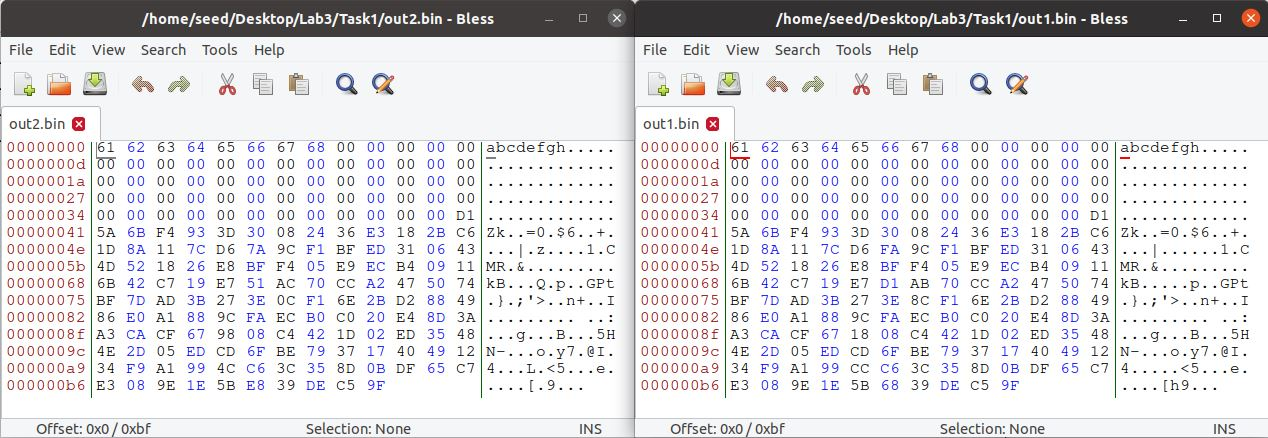 /home/seed/Desktop/Lab3/Task1/out2.bin - Bless
File Edit View Search Tools Help
out2.bin
00000000 61 62 63 64 65 66 67 68 00 00 00 00 00 abcdefgh.....
0000000d 00 00 00 00 00 00 00 00 00 00 00 00 00 .............
0000001a 00 00 00 00 00 00 00 00 00 00 00 00 00 .............
00000027 00 00 00 00 00 00 00 00 00 00 00 00 00 .............
00000034 00 00 00 00 00 00 00 00 00 00 00 00 D1 .............
00000041 5A 6B F4 93 3D 30 08 24 36 E3 18 2B C6 Zk..=0.$6..+.
0000004e 1D 8A 11 7C D6 7A 9C F1 BF ED 31 06 43 ...|.z....1.C
0000005b 4D 52 18 26 E8 BF F4 05 E9 EC B4 09 11 MR.&.........
00000068 6B 42 C7 19 E7 51 AC 70 CC A2 47 50 74 kB...Q.p..GPt
00000075 BF 7D AD 3B 27 3E 0C F1 6E 2B D2 88 49 .}.;'>..n+..I
00000082 86 E0 A1 88 9C FA EC B0 C0 20 E4 8D 3A ......... ..:
0000008f A3 CA CF 67 98 08 C4 42 1D 02 ED 35 48 ...g...B...5H
0000009c 4E 2D 05 ED CD 6F BE 79 37 17 40 49 12 N-...o.y7.@I.
000000a9 34 F9 A1 99 4C C6 3C 35 8D 0B DF 65 C7 4...L.<5...e.
000000b6 E3 08 9E 1E 5B E8 39 DE C5 9F ....[.9...
Offset: 0x0 / 0xbf Selection: None INS
/home/seed/Desktop/Lab3/Task1/out1.bin - Bless
File Edit View Search Tools Help
out1.bin
00000000 61 62 63 64 65 66 67 68 00 00 00 00 00 abcdefgh.....
0000000d 00 00 00 00 00 00 00 00 00 00 00 00 00 .............
0000001a 00 00 00 00 00 00 00 00 00 00 00 00 00 .............
00000027 00 00 00 00 00 00 00 00 00 00 00 00 00 .............
00000034 00 00 00 00 00 00 00 00 00 00 00 00 D1 .............
00000041 5A 6B F4 93 3D 30 08 24 36 E3 18 2B C6 Zk..=0.$6..+.
0000004e 1D 8A 11 7C D6 FA 9C F1 BF ED 31 06 43 ...|......1.C
0000005b 4D 52 18 26 E8 BF F4 05 E9 EC B4 09 11 MR.&.........
00000068 6B 42 C7 19 E7 D1 AB 70 CC A2 47 50 74 kB.....p..GPt
00000075 BF 7D AD 3B 27 3E 8C F1 6E 2B D2 88 49 .}.;'>..n+..I
00000082 86 E0 A1 88 9C FA EC B0 C0 20 E4 8D 3A ......... ..:
0000008f A3 CA CF 67 18 08 C4 42 1D 02 ED 35 48 ...g...B...5H
0000009c 4E 2D 05 ED CD 6F BE 79 37 17 40 49 12 N-...o.y7.@I.
000000a9 34 F9 A1 99 CC C6 3C 35 8D 0B DF 65 C7 4.....<5...e.
000000b6 E3 08 9E 1E 5B 68 39 DE C5 9F ....[h9...
Offset: 0x0 / 0xbf Selection: None INS